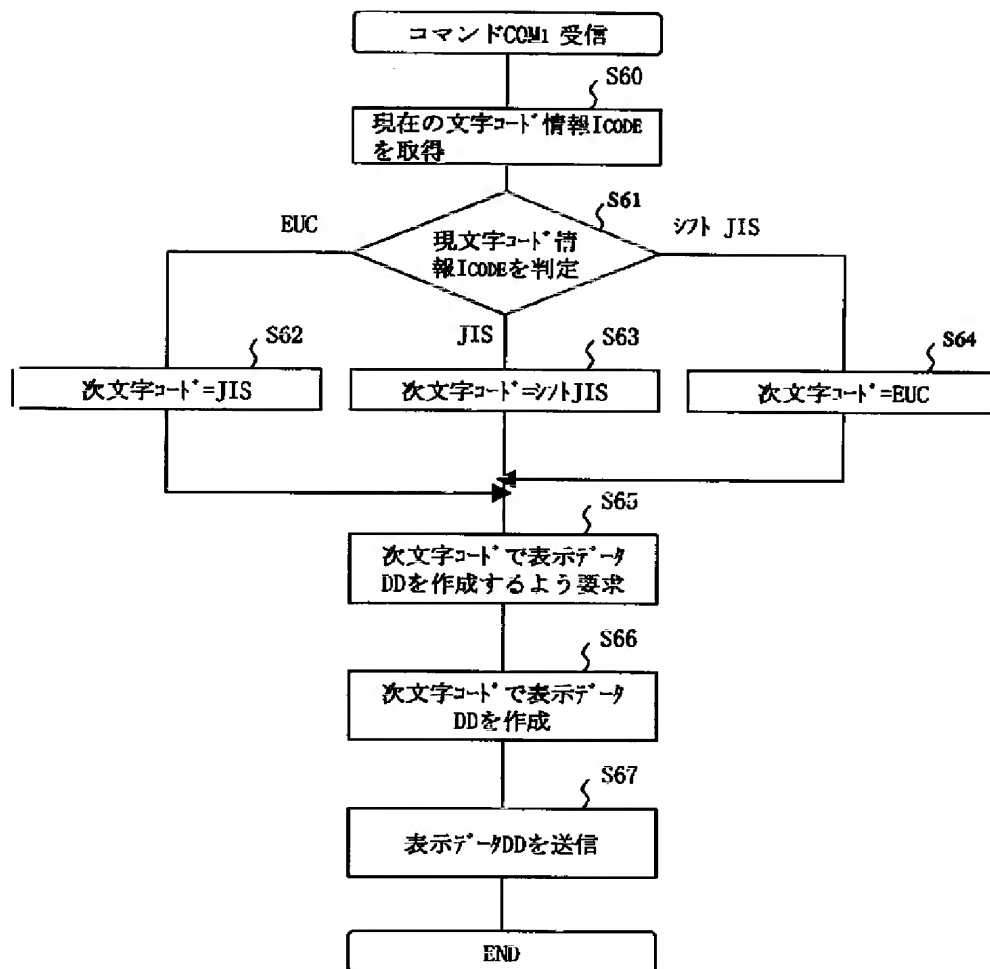 コマンドCOM1 受信
S60
現在の文字ｺｰﾄﾞ情報ICODE
を取得
S61
EUC
ｼﾌﾄ JIS
現文字ｺｰﾄﾞ情
報ICODEを判定
JIS
S62
S63
S64
次文字ｺｰﾄﾞ=JIS
次文字ｺｰﾄﾞ=ｼﾌﾄJIS
次文字ｺｰﾄﾞ=EUC
S65
次文字ｺｰﾄﾞで表示ﾃﾞｰﾀ
DDを作成するよう要求
S66
次文字ｺｰﾄﾞで表示ﾃﾞｰﾀ
DDを作成
S67
表示ﾃﾞｰﾀDDを送信
END